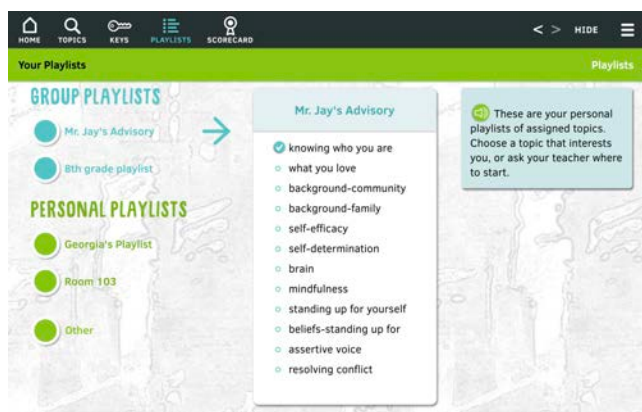 HOME TOPICS KEYS PLAYLISTS SCORECARD < > HIDE
Your Playlists Playlists
GROUP PLAYLISTS
Mr. Jay's Advisory
8th grade playlist
PERSONAL PLAYLISTS
Georgia's Playlist
Room 103
Other
Mr. Jay's Advisory
knowing who you are
what you love
background-community
background-family
self-efficacy
self-determination
brain
mindfulness
standing up for yourself
beliefs-standing up for
assertive voice
resolving conflict
These are your personal
playlists of assigned topics.
Choose a topic that interests
you, or ask your teacher where
to start.